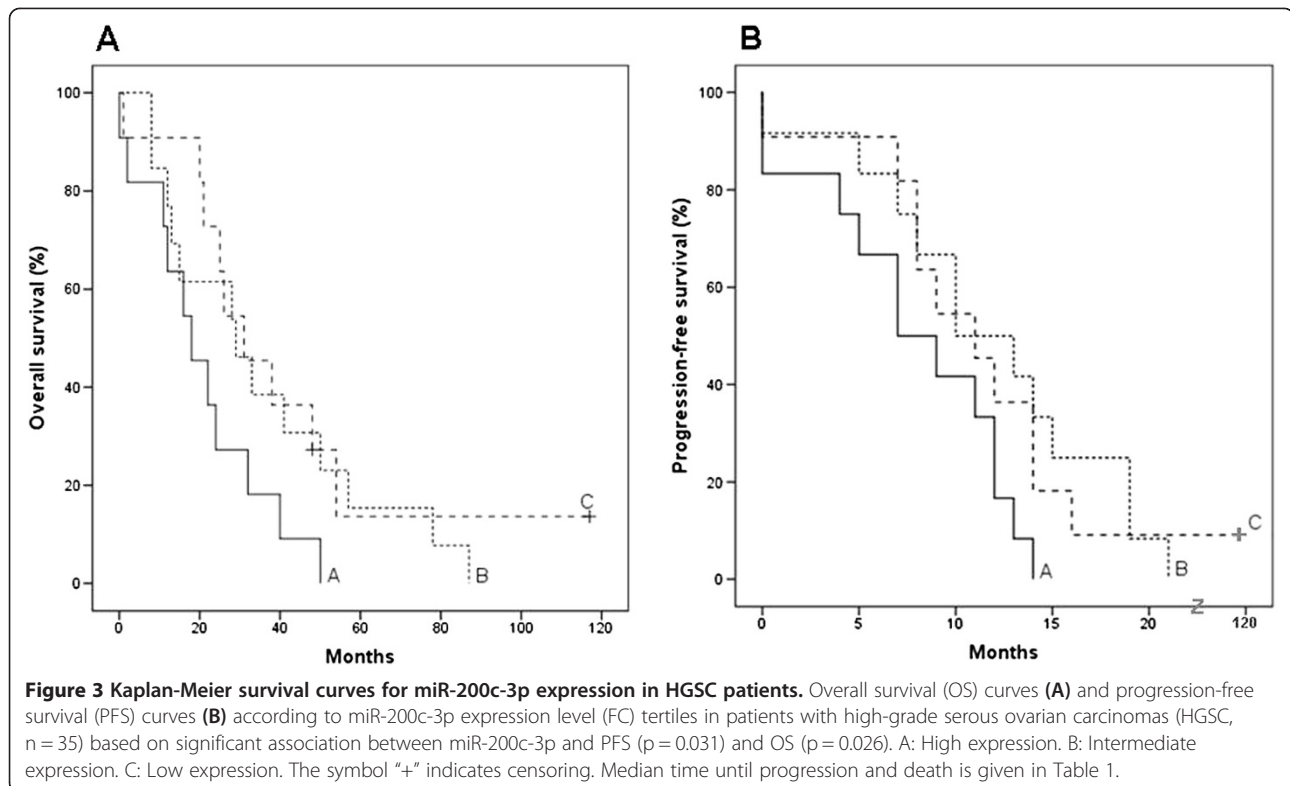 A
B
Overall survival (%)
100
80
60
40
20
0
C
A
B
0 20 40 60 80 100 120
Months
Progression-free survival (%)
100
80
60
40
20
0
C
A
B
0 5 10 15 20 120
Months
Figure 3 Kaplan-Meier survival curves for miR-200c-3p expression in HGSC patients. Overall survival (OS) curves (A) and progression-free
survival (PFS) curves (B) according to miR-200c-3p expression level (FC) tertiles in patients with high-grade serous ovarian carcinomas (HGSC,
n = 35) based on significant association between miR-200c-3p and PFS (p = 0.031) and OS (p = 0.026). A: High expression. B: Intermediate
expression. C: Low expression. The symbol “+” indicates censoring. Median time until progression and death is given in Table 1.